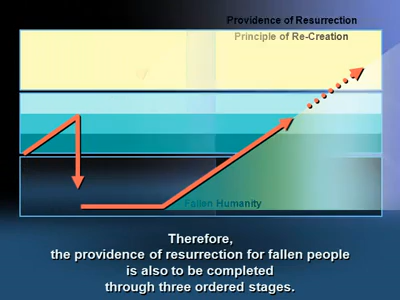 Providence of Resurrection
Principle of Re-Creation
Fallen Humanity
Therefore,
the providence of resurrection for fallen people
is also to be completed
through three ordered stages.